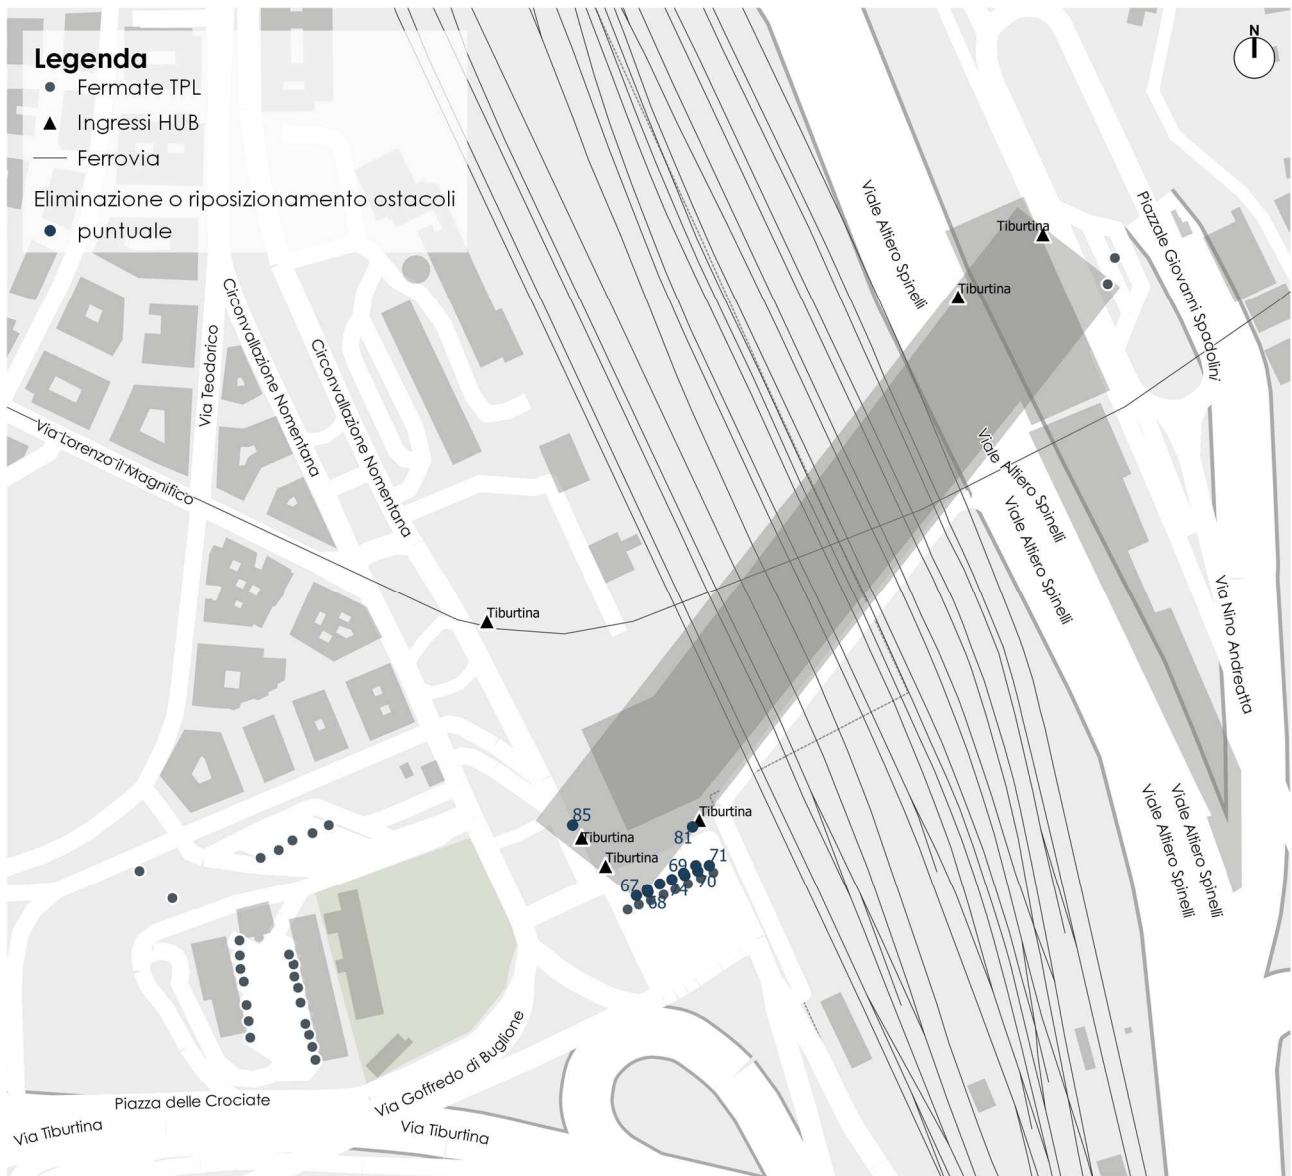 N
Legenda
Fermate TPL
Ingressi HUB
Ferrovia
Eliminazione o riposizionamento ostacoli
puntuale
Viale Altiero Spinelli
Piazzale Giovanni Spadolini
Tiburtina
Tiburtina
Via Teodorico
Circonvallazione Nomentana
Circonvallazione Nomentana
Via Lorenzo il Magnifico
Viale Altiero Spinelli
Viale Altiero Spinelli
Via Nino Andreatta
Tiburtina
Viale Altiero Spinelli
Viale Altiero Spinelli
85
Tiburtina
81
Tiburtina
Tiburtina
71
69
70
67
74
68
Via Goffredo di Buglione
Piazza delle Crociate
Via Tiburtina
Via Tiburtina